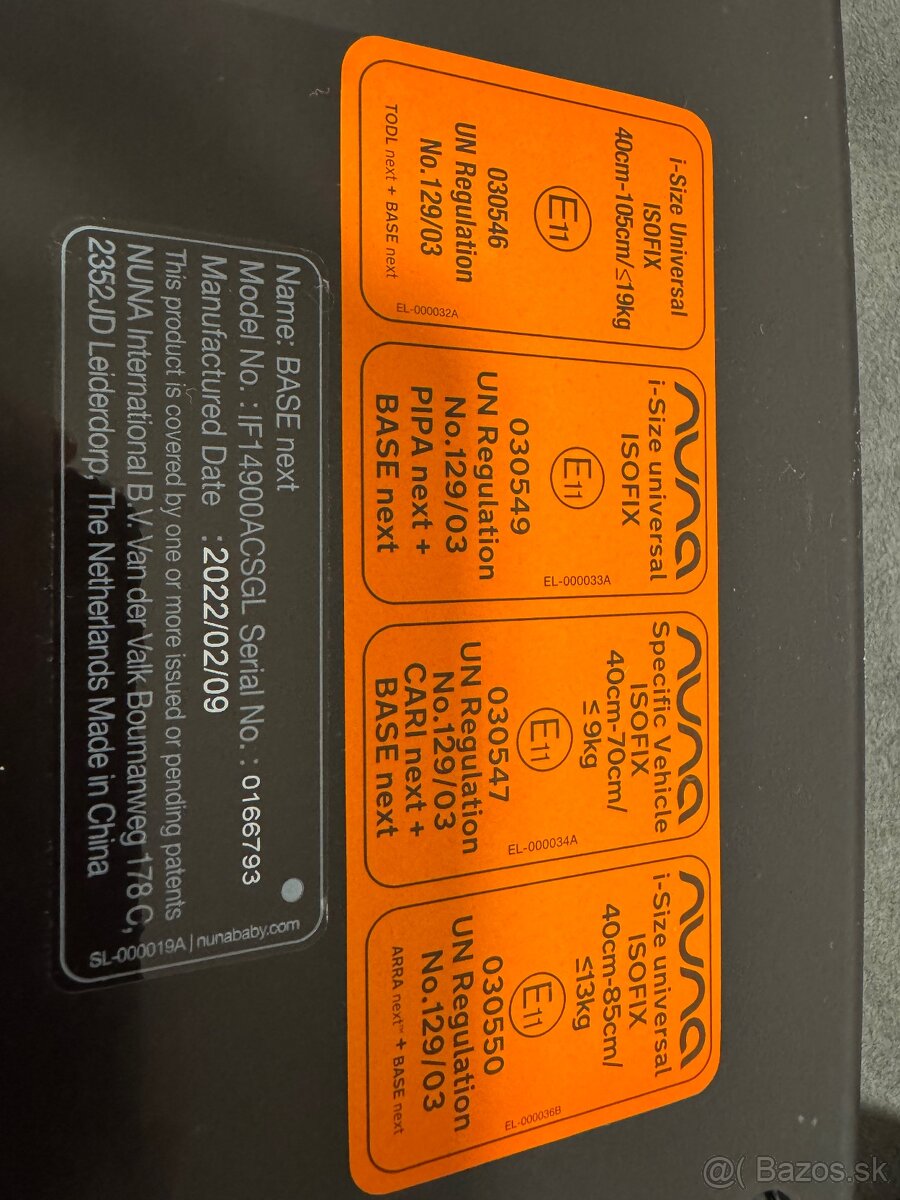 i-Size Universal
ISOFIX
40cm-105cm/≤19kg
E11
030546
UN Regulation
No.129/03
TODL next + BASE next
EL-000032A
nuna
i-Size universal
ISOFIX
E11
030549
UN Regulation
No.129/03
PIPA next +
BASE next
EL-000033A
nuna
Specific Vehicle
ISOFIX
40cm-70cm/
≤9kg
E11
030547
UN Regulation
No.129/03
CARI next +
BASE next
EL-000034A
nuna
i-Size universal
ISOFIX
40cm-85cm/
≤13kg
E11
030550
UN Regulation
No.129/03
ARRA next™ + BASE next
EL-000036B
Name: BASE next
Model No.: IF14900ACSGL Serial No. : 0166793
Manufactured Date : 2022/02/09
This product is covered by one or more issued or pending patents
NUNA International B.V. Van der Valk Boumanweg 178 C,
2352JD Leiderdorp, The Netherlands Made in China
SL-000019A | nunababy.com
@( Bazos.sk